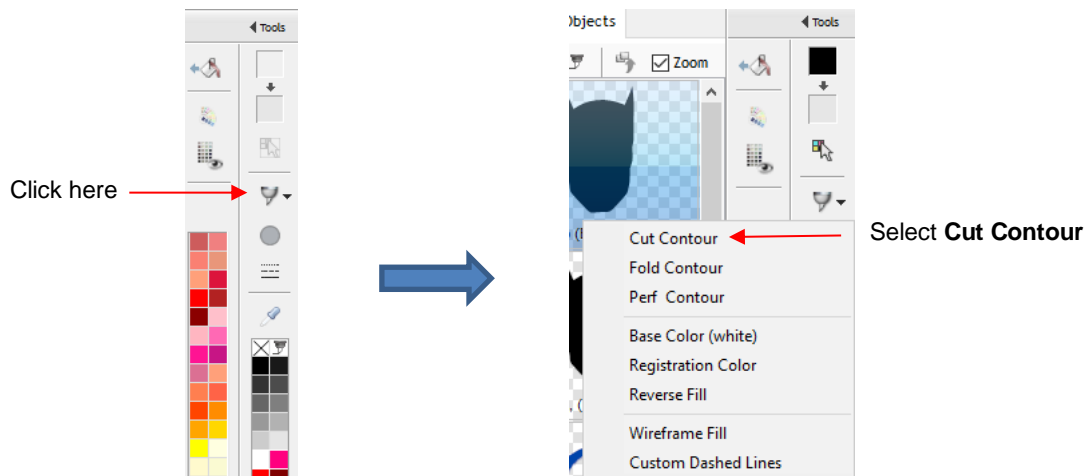 Tools
Click here
Objects
Zoom
Tools
Cut Contour
Fold Contour
Perf Contour
Base Color (white)
Registration Color
Reverse Fill
Wireframe Fill
Custom Dashed Lines
Select Cut Contour